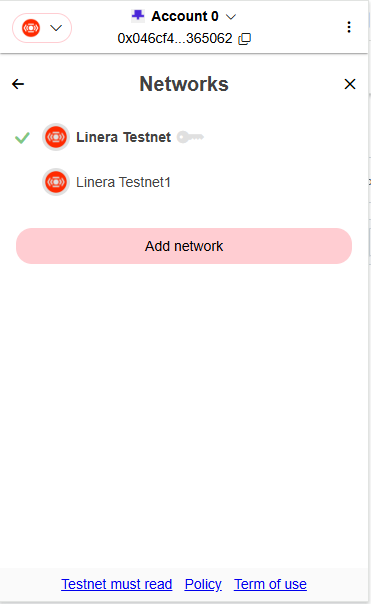 Account 0
0x046cf4...365062
Networks
Linera Testnet
Linera Testnet1
Add network
Testnet must read Policy Term of use